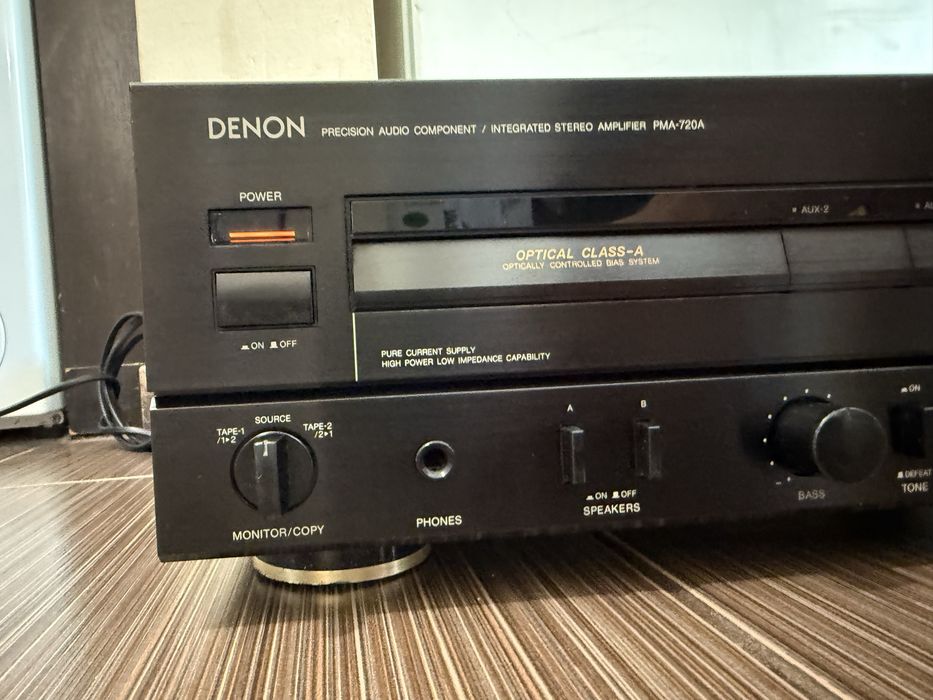 DENON PRECISION AUDIO COMPONENT / INTEGRATED STEREO AMPLIFIER PMA-720A
POWER
AUX-2
OPTICAL CLASS-A
OPTICALLY CONTROLLED BIAS SYSTEM
ON OFF
PURE CURRENT SUPPLY
HIGH POWER LOW IMPEDANCE CAPABILITY
SOURCE
TAPE-1
/1▸2
TAPE-2
/2▸1
MONITOR/COPY
PHONES
A B
ON OFF
SPEAKERS
BASS
ON
DEFEAT
TONE